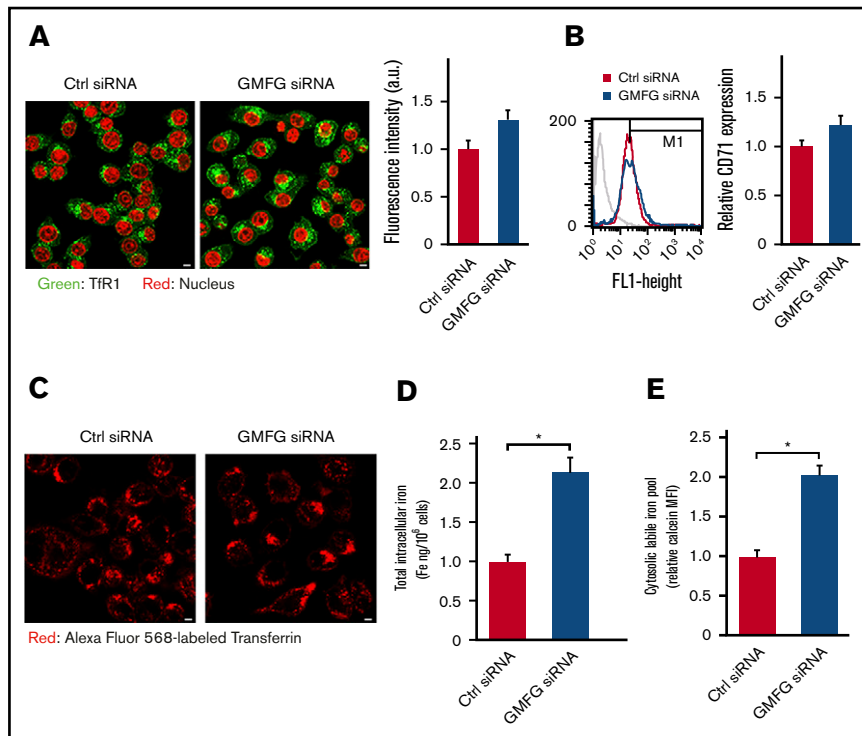 A
Ctrl siRNA
GMFG siRNA
Green: TfR1 Red: Nucleus
Fluorescence intensity (a.u.)
1.5
1.0
0.5
0
Ctrl siRNA
GMFG siRNA
B
Ctrl siRNA
GMFG siRNA
200
0
M1
10⁰ 10¹ 10² 10³ 10⁴
FL1-height
Relative CD71 expression
1.5
1.0
0.5
0
Ctrl siRNA
GMFG siRNA
C
Ctrl siRNA
GMFG siRNA
Red: Alexa Fluor 568-labeled Transferrin
D
Total intracellular iron
(Fe ng/10⁶ cells)
2.5
2.0
1.5
1.0
0.5
0
*
Ctrl siRNA
GMFG siRNA
E
Cytosolic labile iron pool
(relative calcein MFI)
2.5
2.0
1.5
1.0
0.5
0
*
Ctrl siRNA
GMFG siRNA